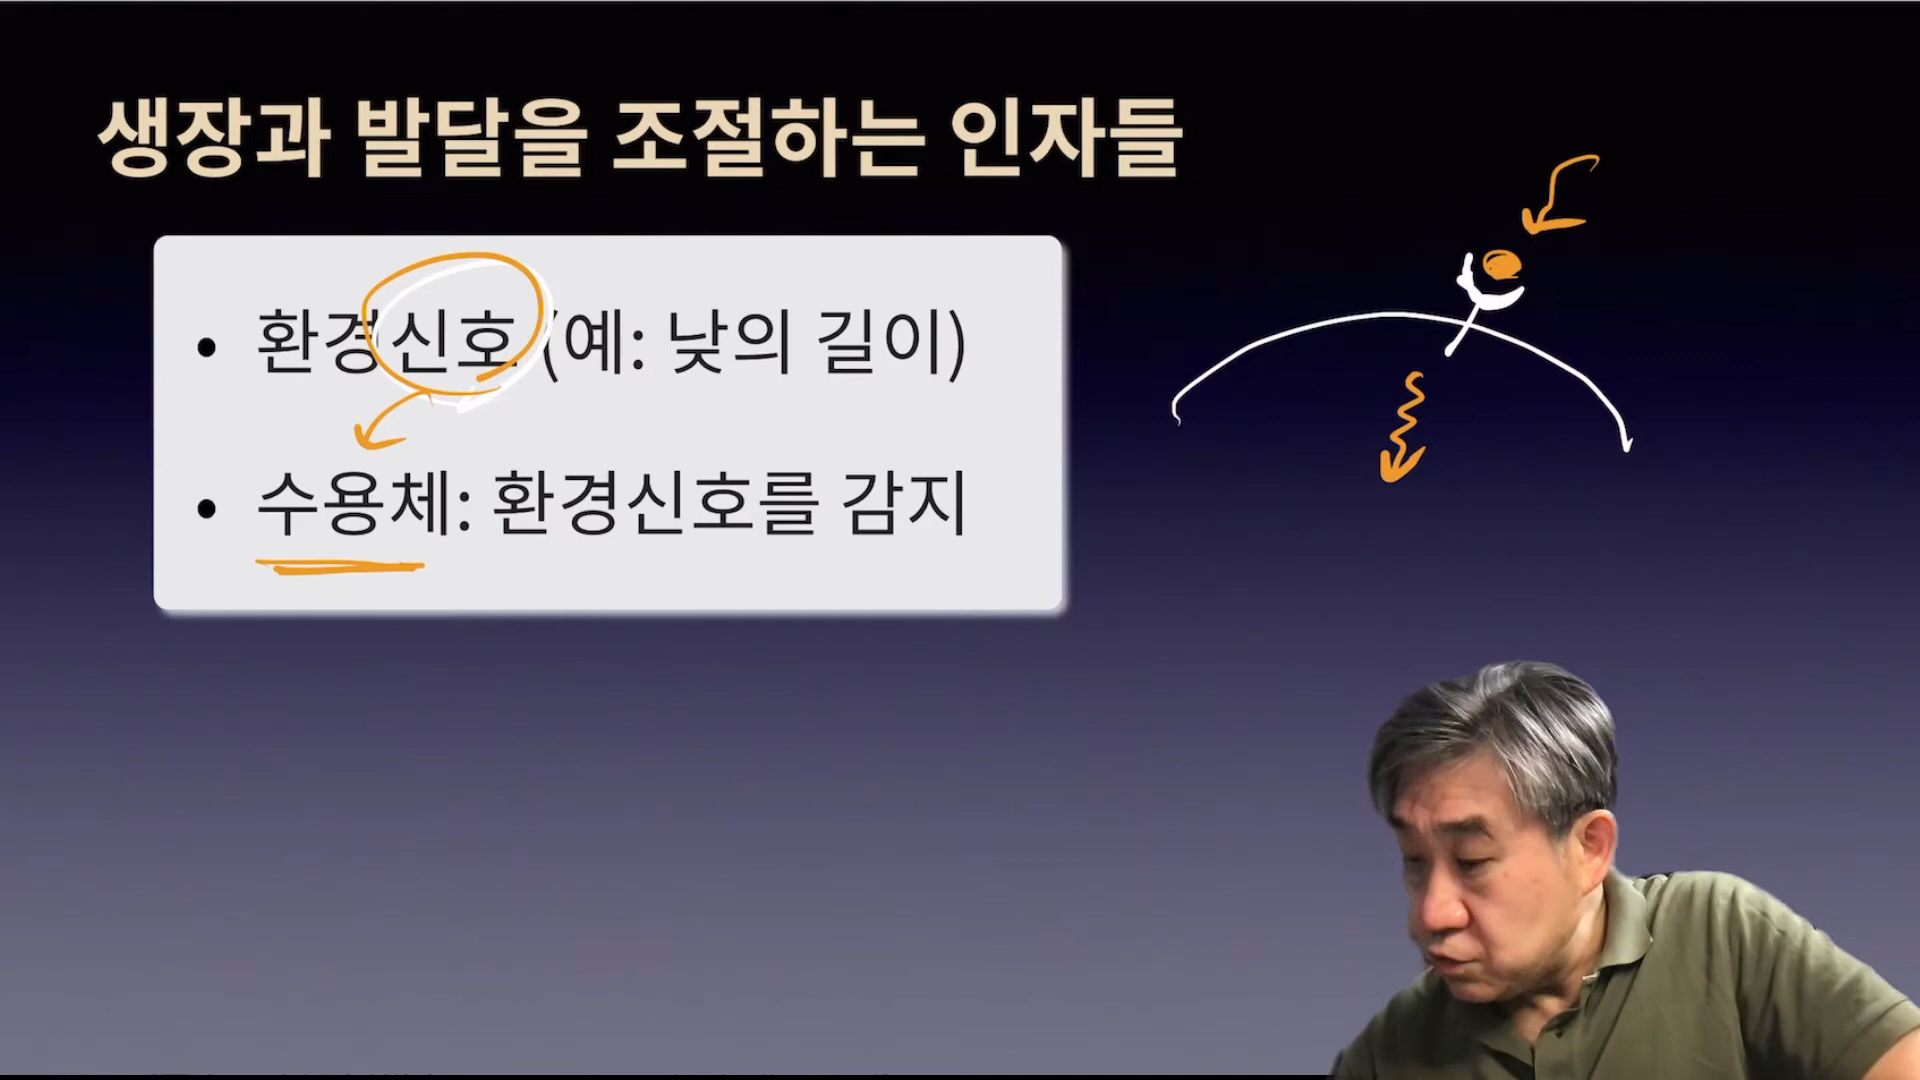 생장과 발달을 조절하는 인자들
• 환경신호 (예: 낮의 길이)
• 수용체: 환경신호를 감지